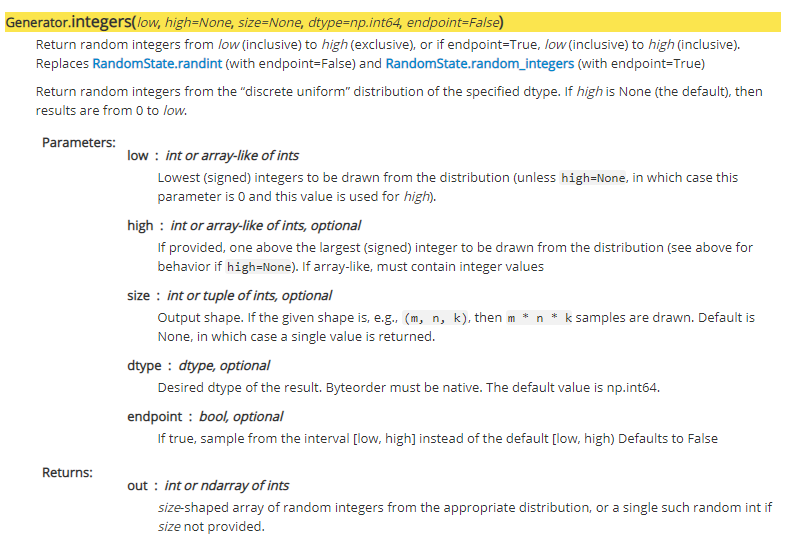 Generator.integers(low, high=None, size=None, dtype=np.int64, endpoint=False)
Return random integers from low (inclusive) to high (exclusive), or if endpoint=True, low (inclusive) to high (inclusive).
Replaces RandomState.randint (with endpoint=False) and RandomState.random_integers (with endpoint=True)
Return random integers from the “discrete uniform” distribution of the specified dtype. If high is None (the default), then
results are from 0 to low.
Parameters:
low : int or array-like of ints
Lowest (signed) integers to be drawn from the distribution (unless high=None, in which case this
parameter is 0 and this value is used for high).
high : int or array-like of ints, optional
If provided, one above the largest (signed) integer to be drawn from the distribution (see above for
behavior if high=None). If array-like, must contain integer values
size : int or tuple of ints, optional
Output shape. If the given shape is, e.g., (m, n, k), then m * n * k samples are drawn. Default is
None, in which case a single value is returned.
dtype : dtype, optional
Desired dtype of the result. Byteorder must be native. The default value is np.int64.
endpoint : bool, optional
If true, sample from the interval [low, high] instead of the default [low, high) Defaults to False
Returns:
out : int or ndarray of ints
size-shaped array of random integers from the appropriate distribution, or a single such random int if
size not provided.